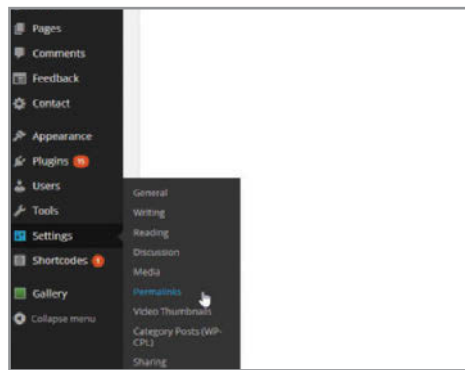 Pages
Comments
Feedback
Contact
Appearance
Plugins 15
Users
Tools
Settings
Shortcodes 1
Gallery
Collapse menu
General
Writing
Reading
Discussion
Media
Permalinks
Video Thumbnails
Category Posts (WP-
CPL)
Sharing